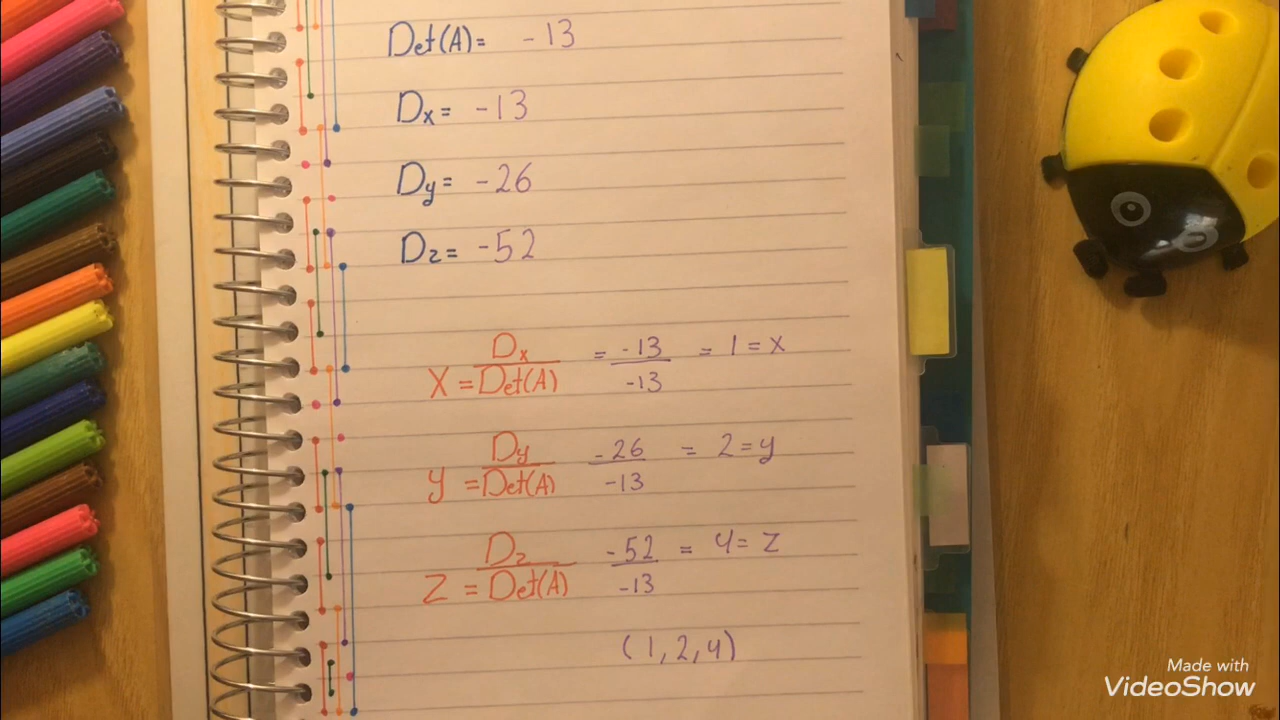 Det(A)= -13
Dx= -13
Dy= -26
Dz= -52
X = Dx/Det(A) = -13/-13 = 1 = x
y = Dy/Det(A) -26/-13 = 2 = y
Z = Dz/Det(A) -52/-13 = 4 = z
(1,2,4)
Made with
VideoShow